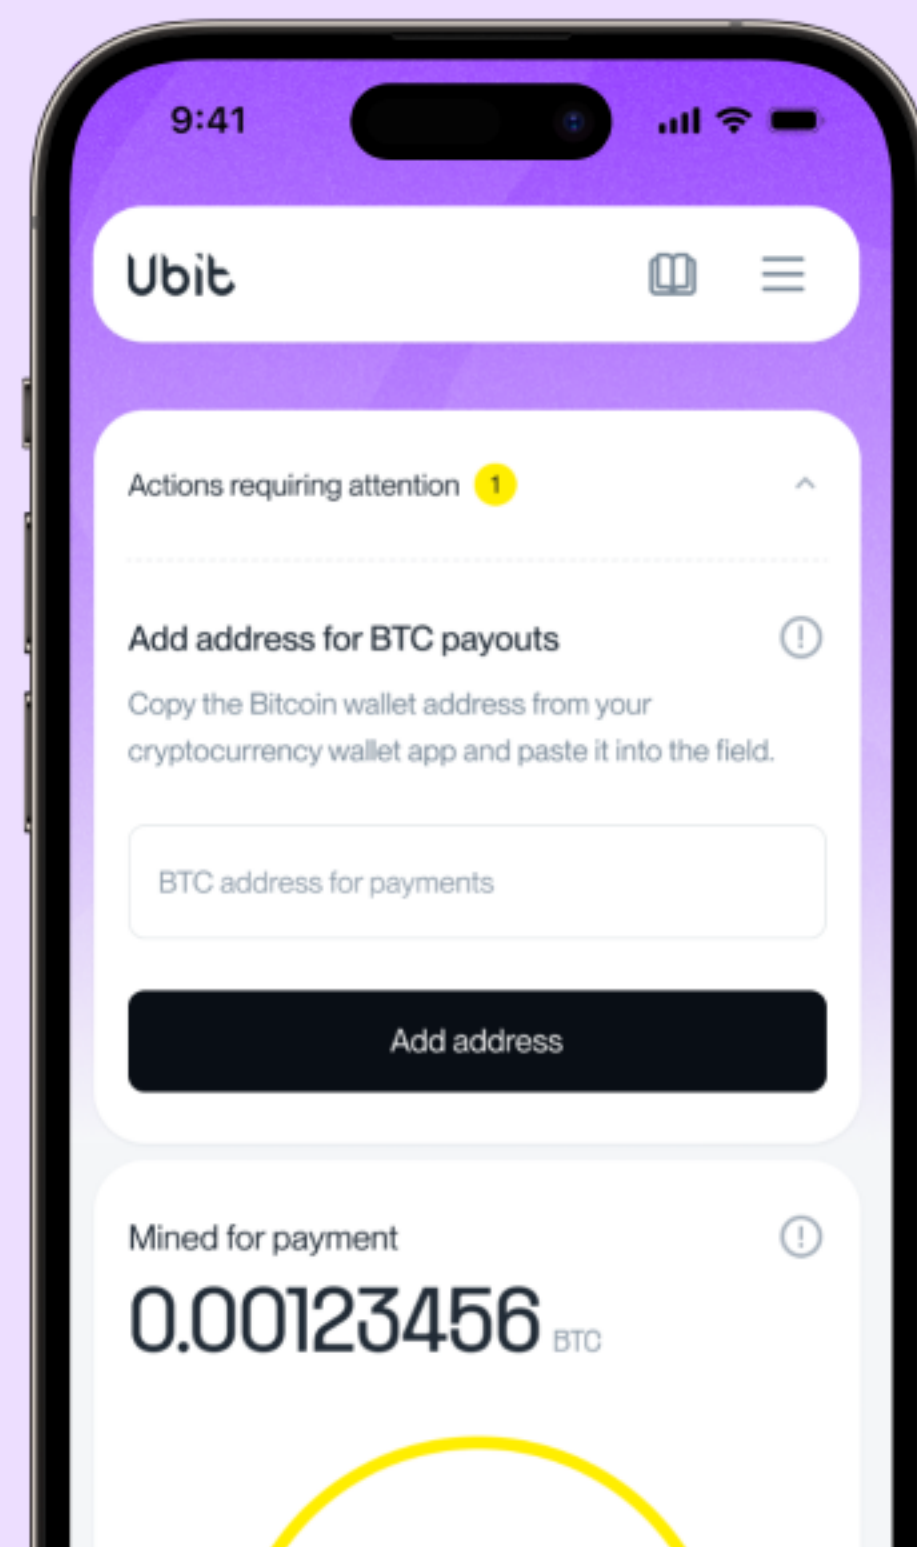 9:41
Ubit
Actions requiring attention 1
Add address for BTC payouts
Copy the Bitcoin wallet address from your
cryptocurrency wallet app and paste it into the field.
BTC address for payments
Add address
Mined for payment
0.00123456 BTC